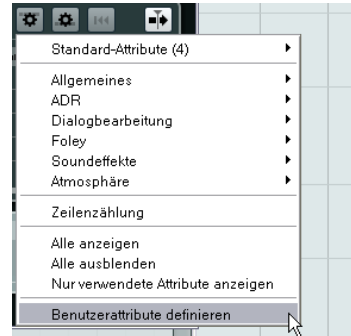 Standard-Attribute (4)
Allgemeines
ADR
Dialogbearbeitung
Foley
Soundeffekte
Atmosphäre
Zeilenzählung
Alle anzeigen
Alle ausblenden
Nur verwendete Attribute anzeigen
Benutzerattribute definieren